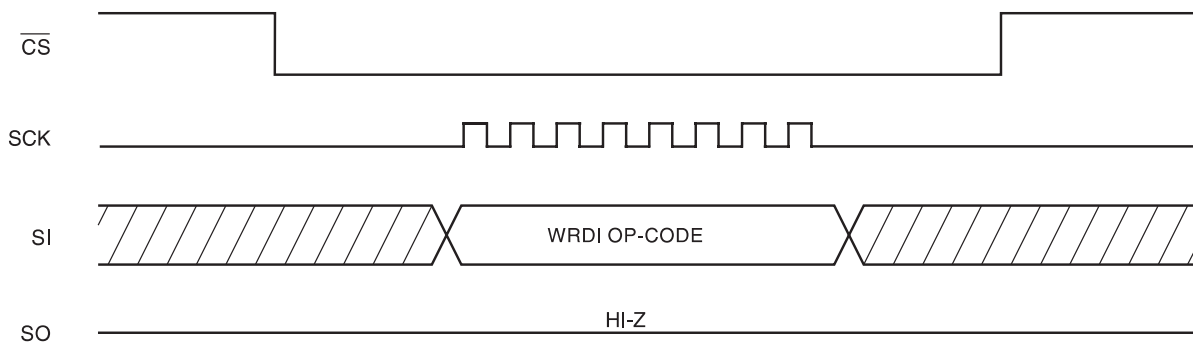 CS
SCK
SI
WRDI OP-CODE
SO
HI-Z